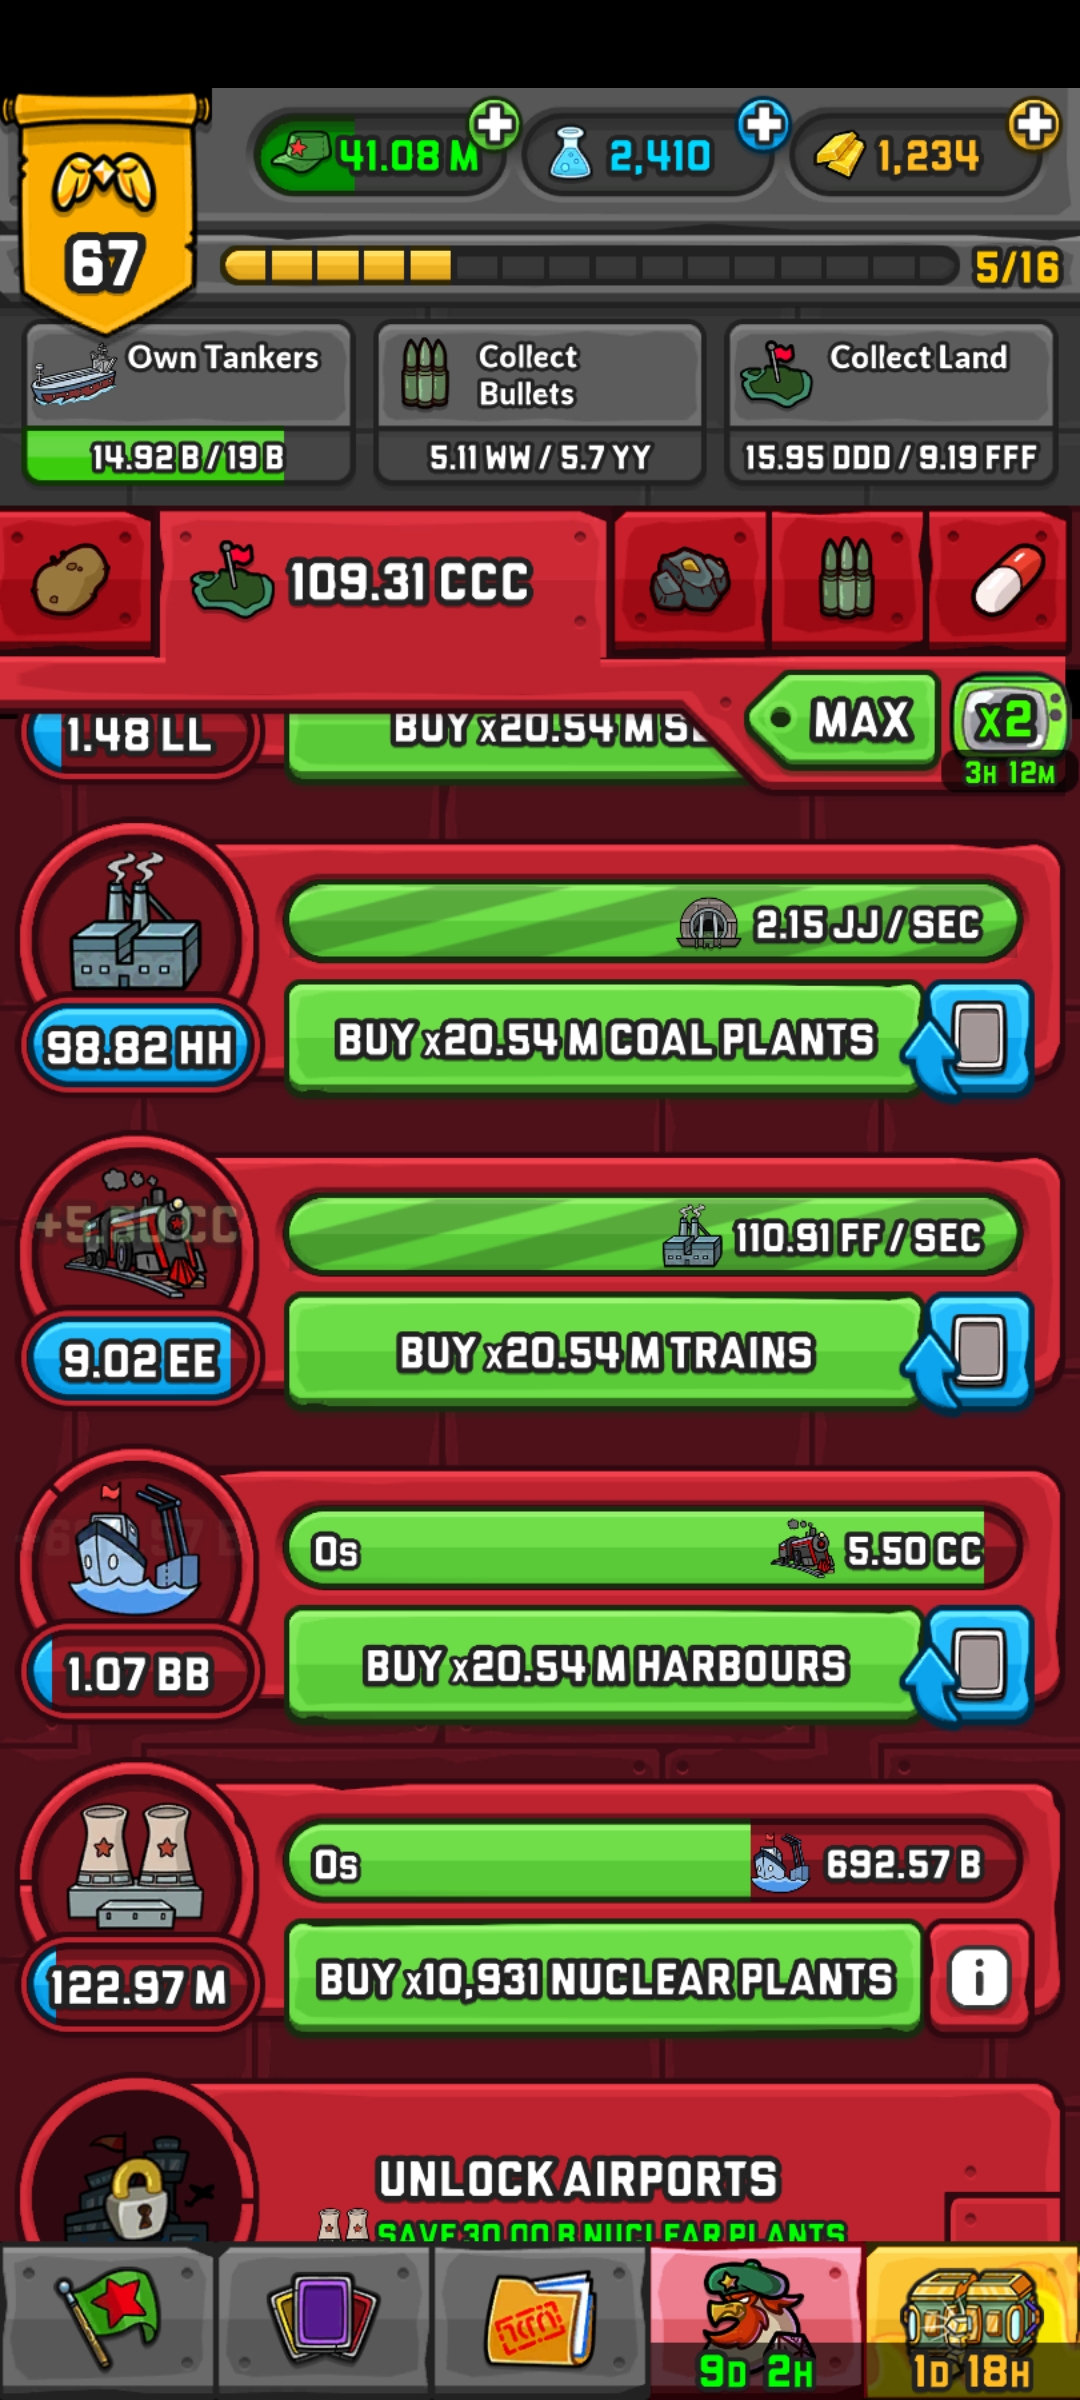 41.08 M
2,410
1,234
67
5/16
Own Tankers
14.92 B / 19 B
Collect
Bullets
5.11 WW / 5.7 YY
Collect Land
15.95 DDD / 9.19 FFF
109.31 CCC
MAX
x2
3H 12M
1.48 LL
BUY x20.54 M
2.15 JJ / SEC
98.82 HH
BUY x20.54 M COAL PLANTS
110.91 FF / SEC
9.02 EE
BUY x20.54 M TRAINS
0s
5.50 CC
1.07 BB
BUY x20.54 M HARBOURS
0s
692.57 B
122.97 M
BUY x10,931 NUCLEAR PLANTS
i
UNLOCK AIRPORTS
SAVE 30.00 B NUCLEAR PLANTS
9D 2H
1D 18H